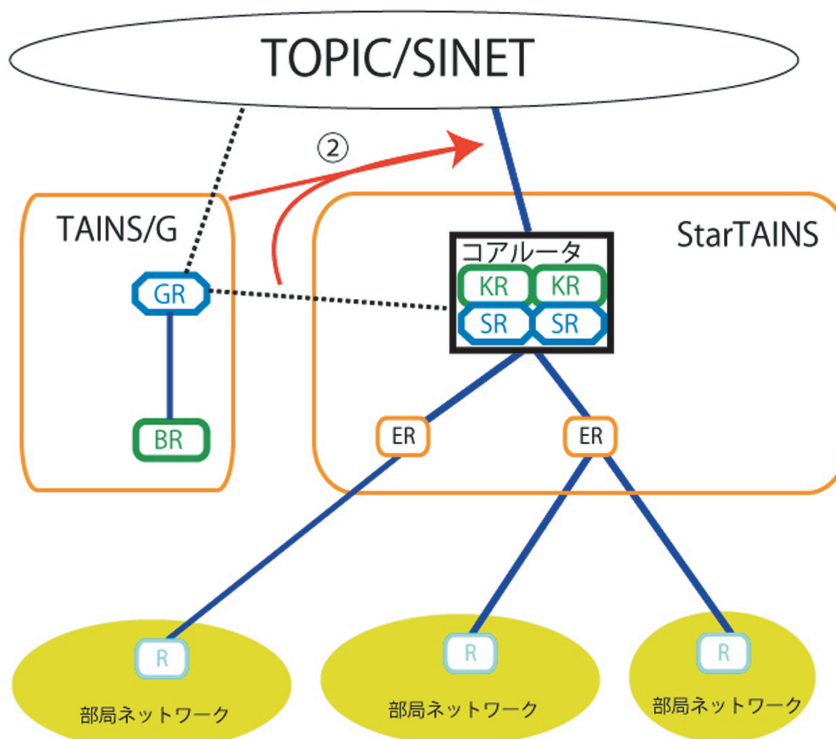 TOPIC/SINET
②
TAINS/G
StarTAINS
コアルータ
KR
KR
GR
SR
SR
BR
ER
ER
R
R
R
部局ネットワーク
部局ネットワーク
部局ネットワーク